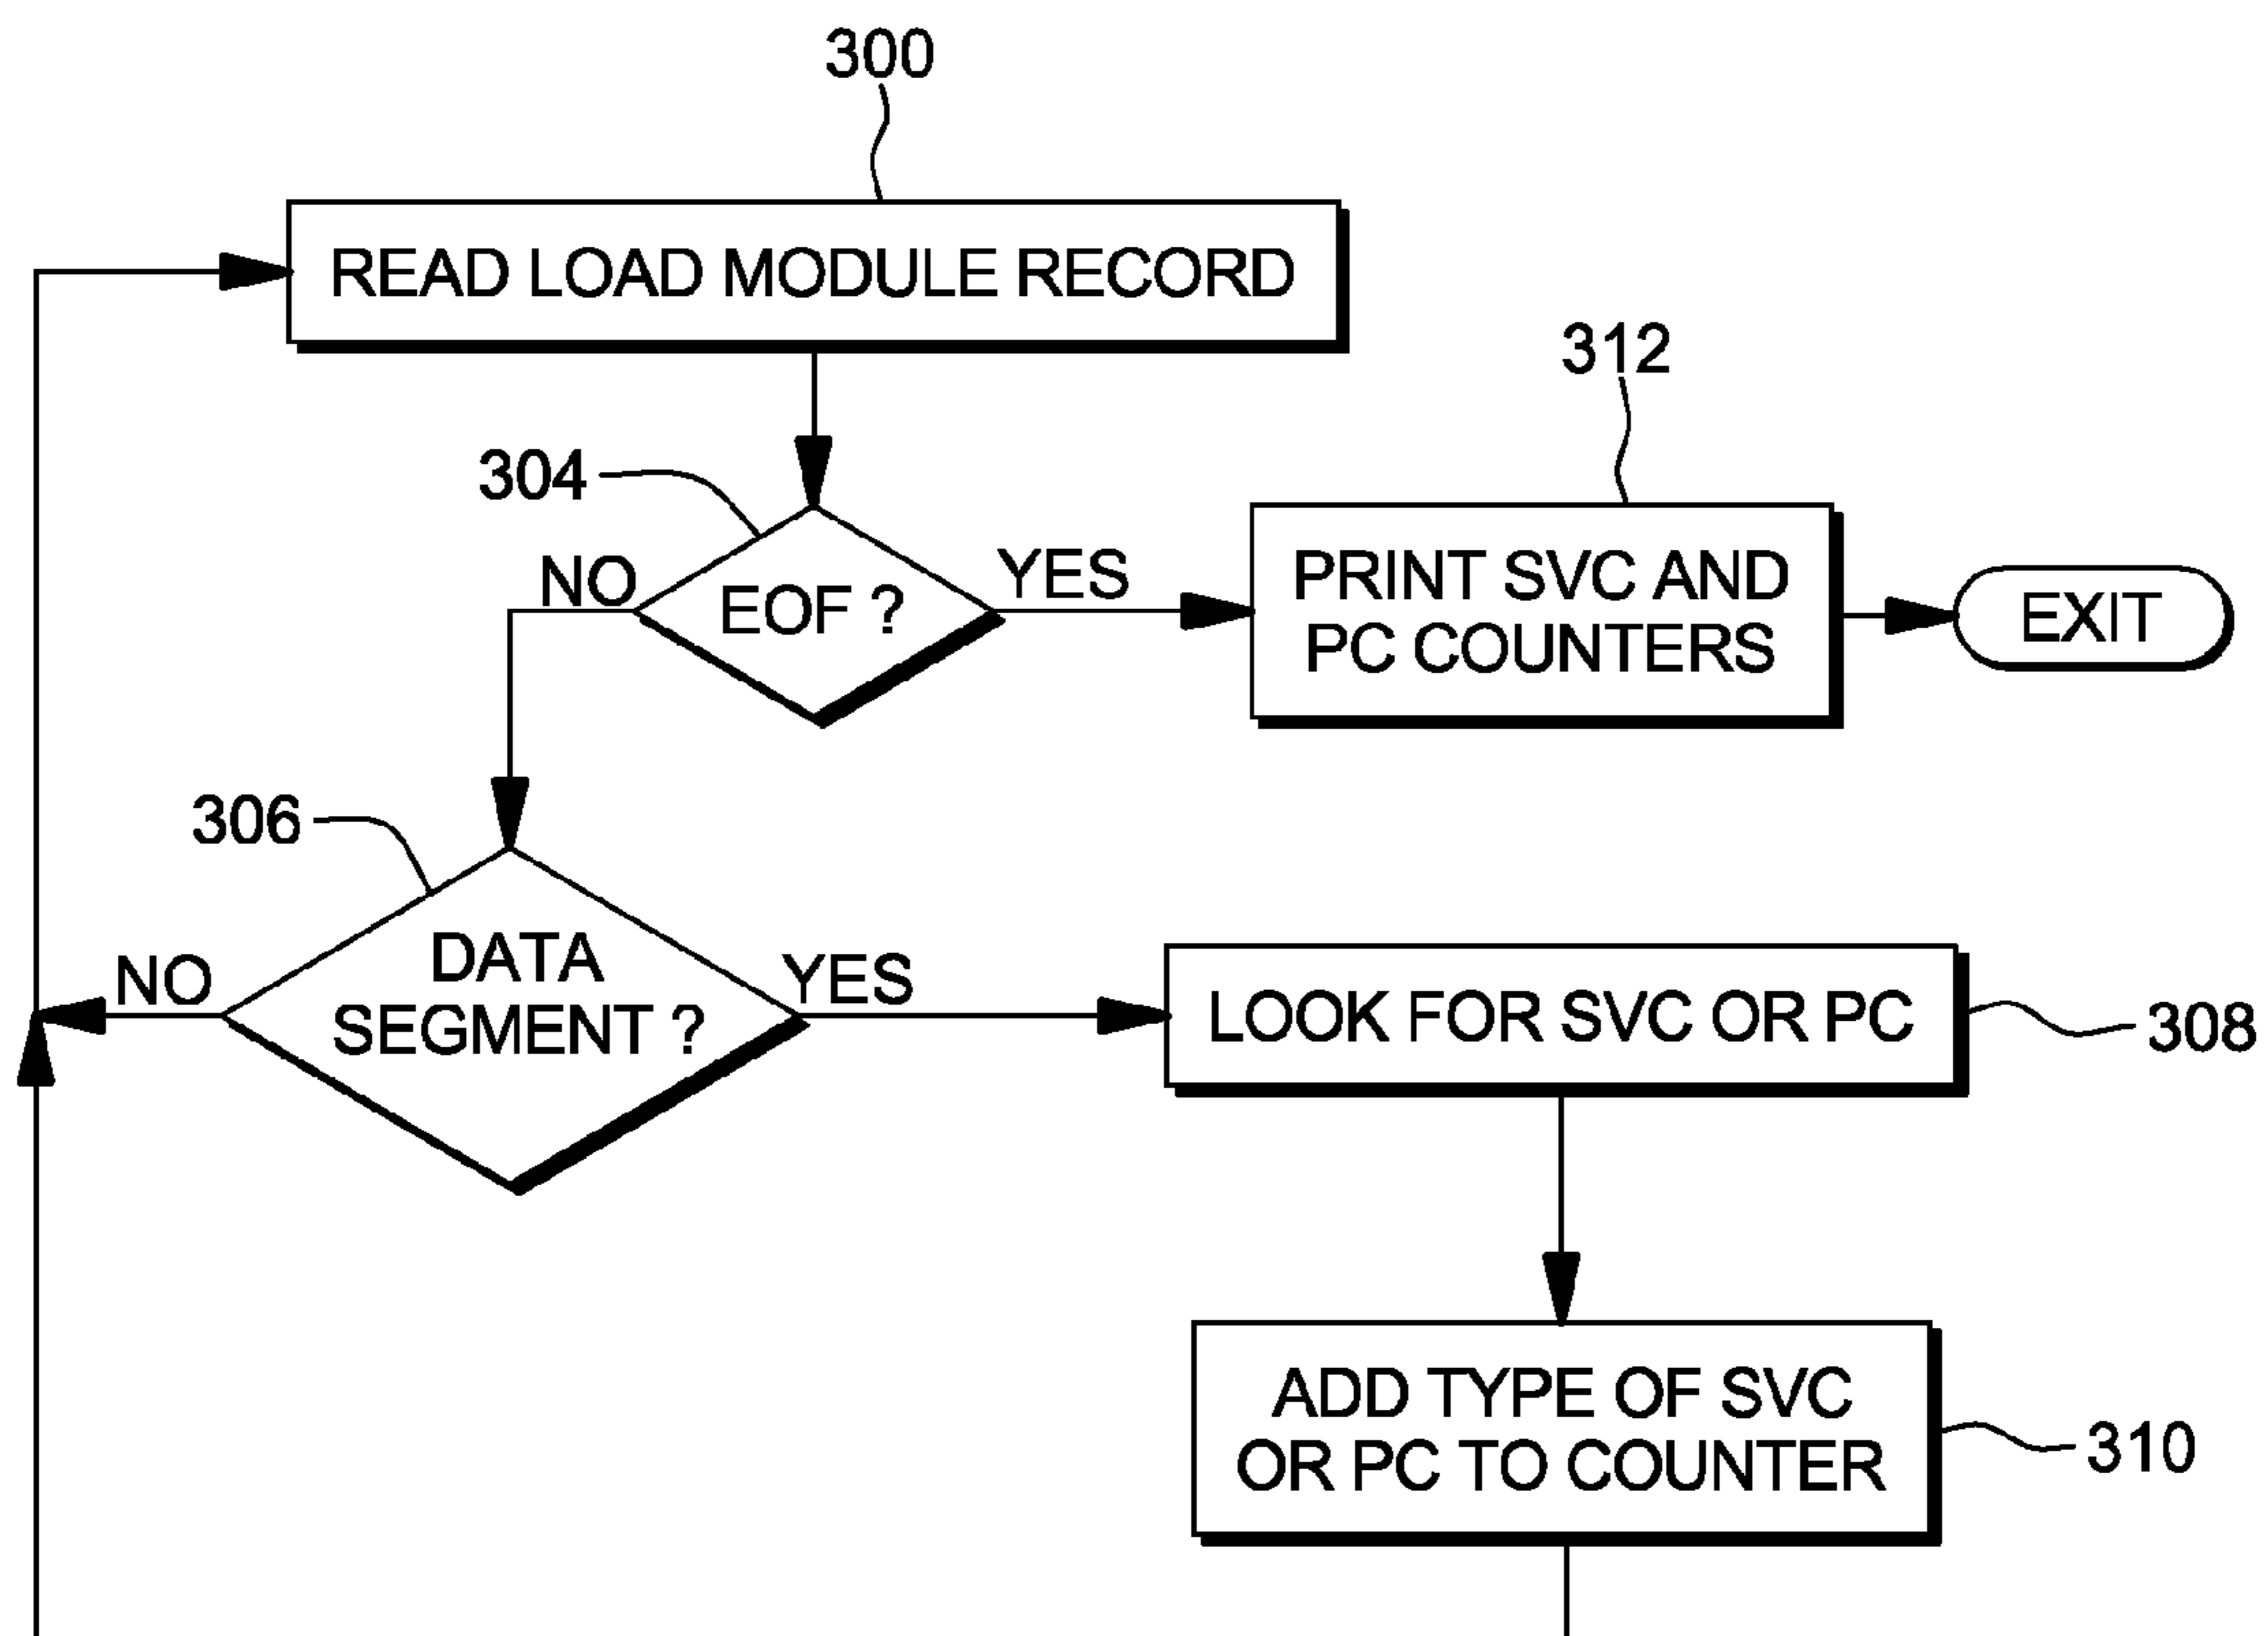 300
READ LOAD MODULE RECORD
312
304
NO
EOF ?
YES
PRINT SVC AND
PC COUNTERS
EXIT
306
NO
DATA
SEGMENT ?
YES
LOOK FOR SVC OR PC
308
ADD TYPE OF SVC
OR PC TO COUNTER
310